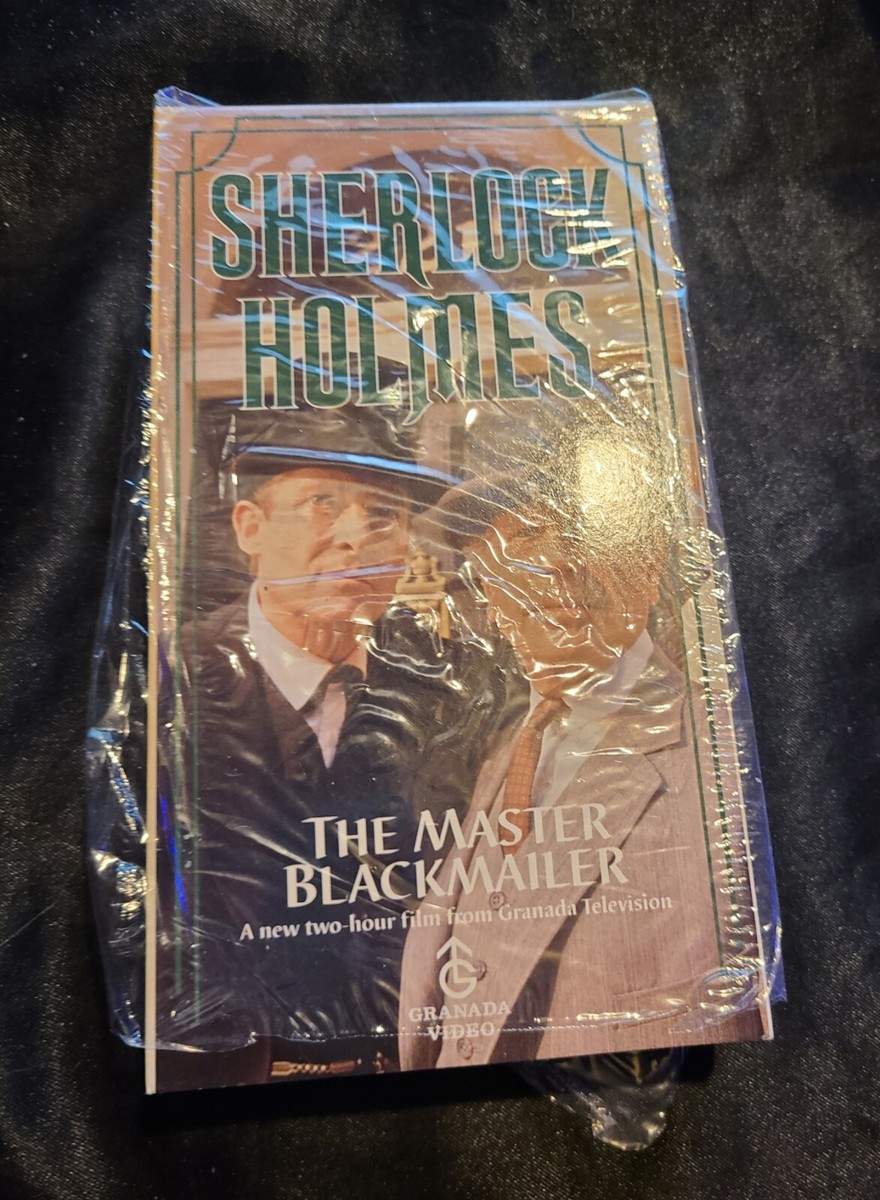 SHERLOCK
HOLMES
THE MASTER
BLACKMAILER
A new two-hour film from Granada Television
G
GRANADA
VIDEO